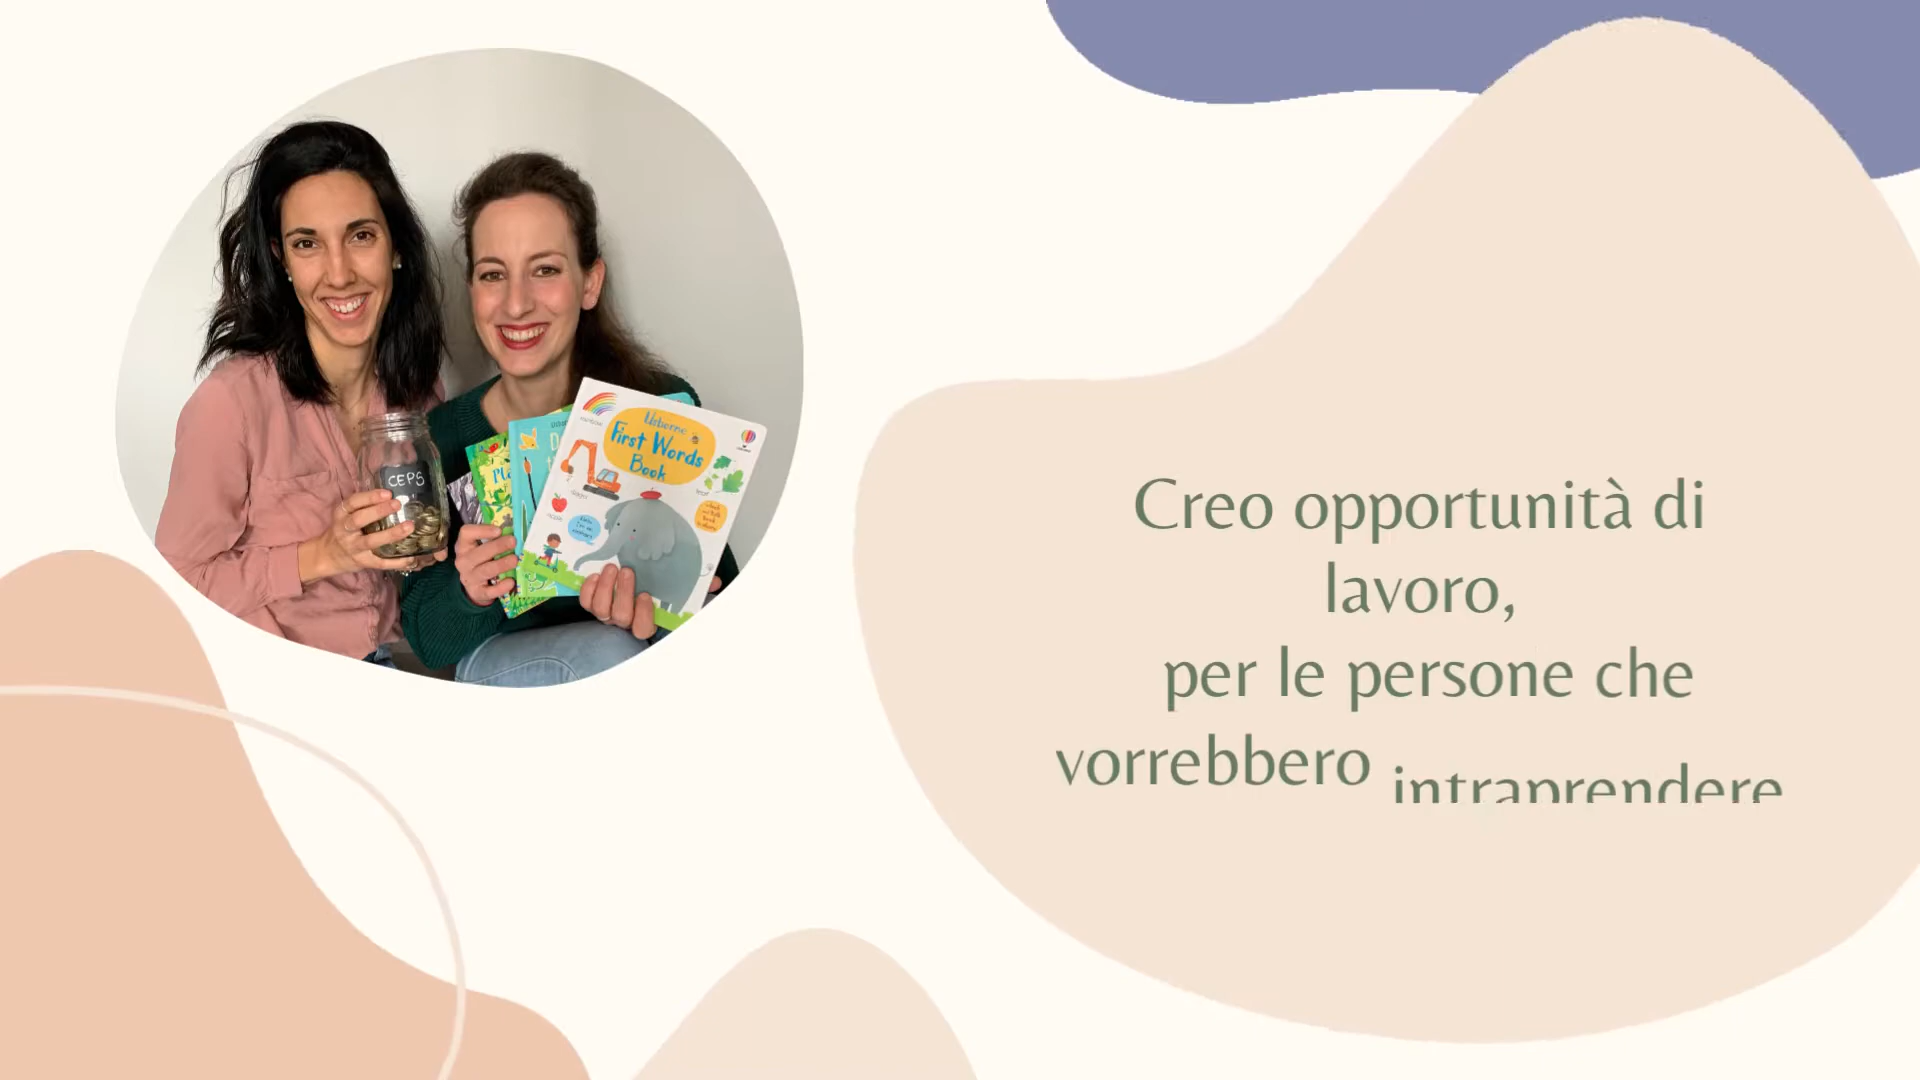 CEPS
Usborne
First Words
Book
Creo opportunità di
lavoro,
per le persone che
vorrebbero intraprendere